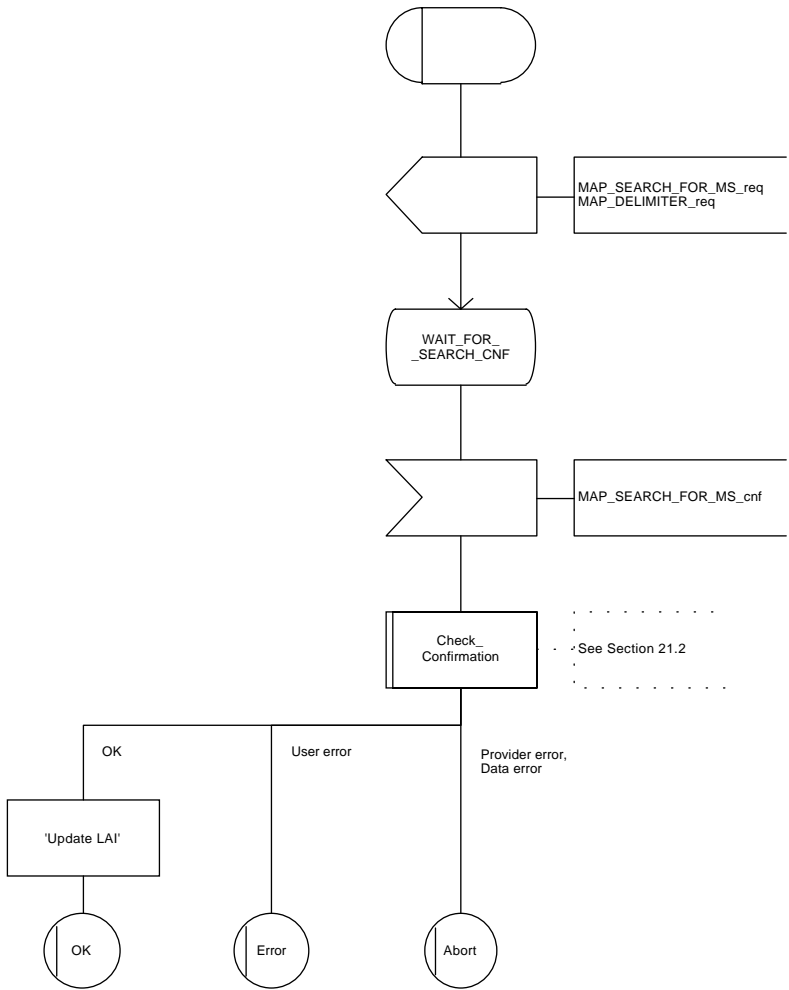 MAP_SEARCH_FOR_MS_req
MAP_DELIMITER_req
WAIT_FOR_
_SEARCH_CNF
MAP_SEARCH_FOR_MS_cnf
Check_
Confirmation
See Section 21.2
OK
User error
Provider error,
Data error
'Update LAI'
OK
Error
Abort